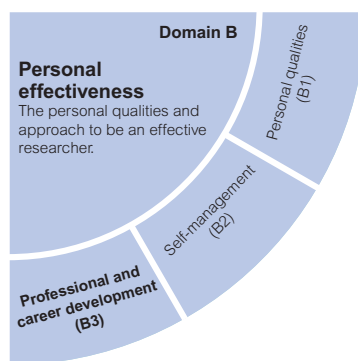 Domain B
Personal
effectiveness
The personal qualities and
approach to be an effective
researcher.
Personal qualities
(B1)
Self-management
(B2)
Professional and
career development
(B3)